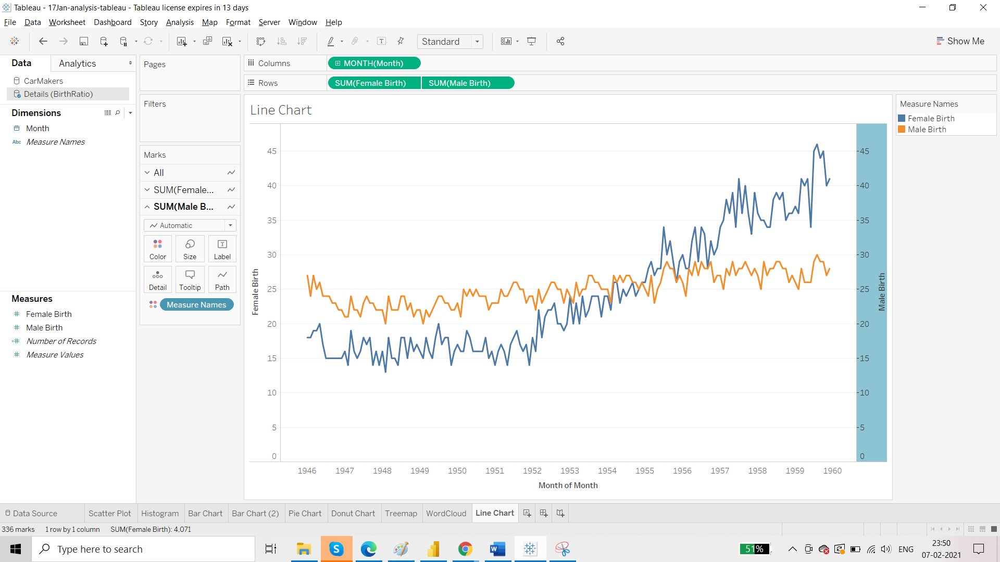 Tableau - 17Jan-analysis-tableau - Tableau license expires in 13 days
File Data Worksheet Dashboard Story Analysis Map Format Server Window Help
Standard
Show Me
Data Analytics
CarMakers
Details (BirthRatio)
Dimensions
Month
Abc Measure Names
Measures
Female Birth
Male Birth
Number of Records
Measure Values
Pages
Filters
Marks
All
SUM(Female...
SUM(Male B...
Automatic
Color Size Label
Detail Tooltip Path
Measure Names
Columns MONTH(Month)
Rows SUM(Female Birth) SUM(Male Birth)
Line Chart
Female Birth
45
40
35
30
25
20
15
10
5
0
45
40
35
30
25
20
15
10
5
0
Male Birth
1946 1947 1948 1949 1950 1951 1952 1953 1954 1955 1956 1957 1958 1959 1960
Month of Month
Measure Names
Female Birth
Male Birth
Data Source Scatter Plot Histogram Bar Chart Bar Chart (2) Pie Chart Donut Chart Treemap WordCloud Line Chart
336 marks 1 row by 1 column SUM(Female Birth): 4,071
Type here to search
51%
ENG
23:50
07-02-2021